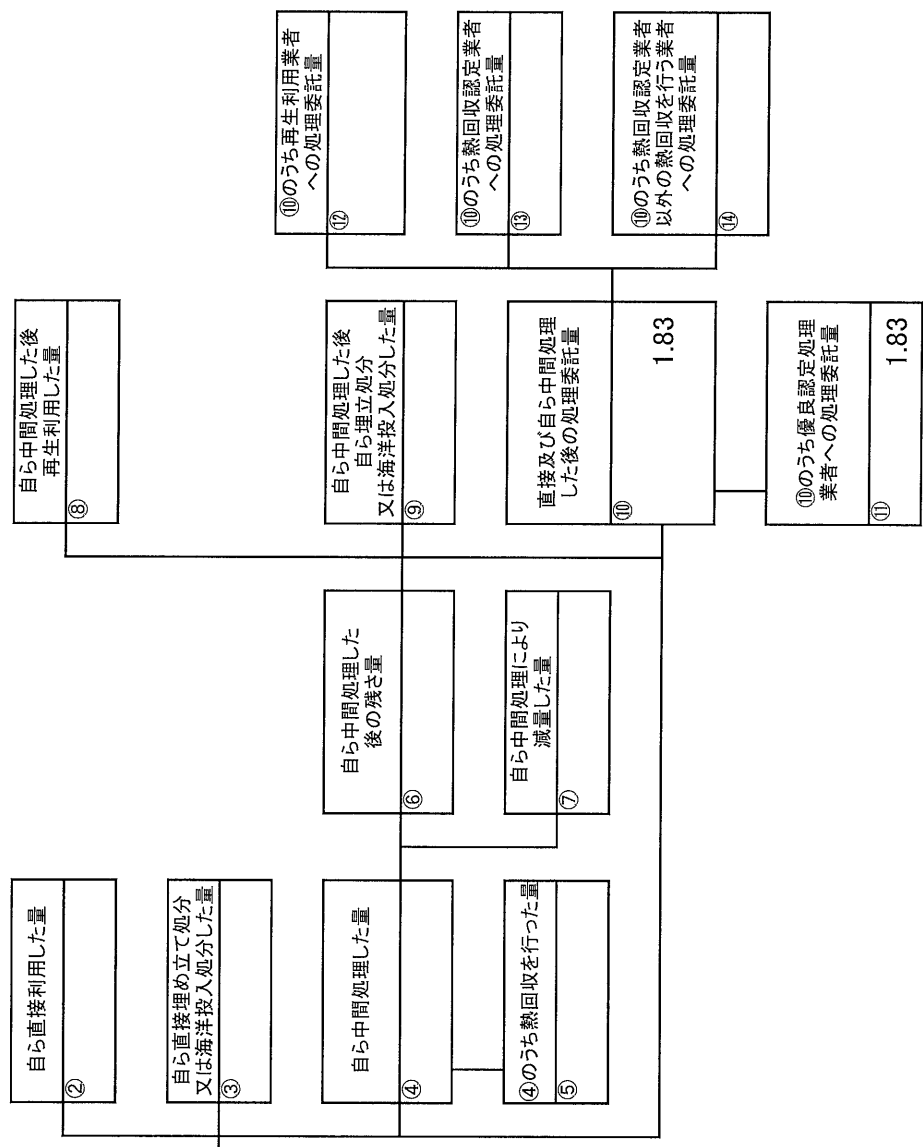 自ら直接利用した量
②
自ら直接埋め立て処分
又は海洋投入処分した量
③
自ら中間処理した量
④
④のうち熱回収を行った量
⑤
自ら中間処理した
後の残さ量
⑥
自ら中間処理により
減量した量
⑦
自ら中間処理した後
再生利用した量
⑧
自ら中間処理した後
自ら埋立処分
又は海洋投入処分した量
⑨
直接及び自ら中間処理
した後の処理委託量
⑩
1.83
⑩のうち優良認定処理
業者への処理委託量
⑪
1.83
⑩のうち再生利用業者
への処理委託量
⑫
⑩のうち熱回収認定業者
への処理委託量
⑬
⑩のうち熱回収認定業者
以外の熱回収を行う業者
への処理委託量
⑭